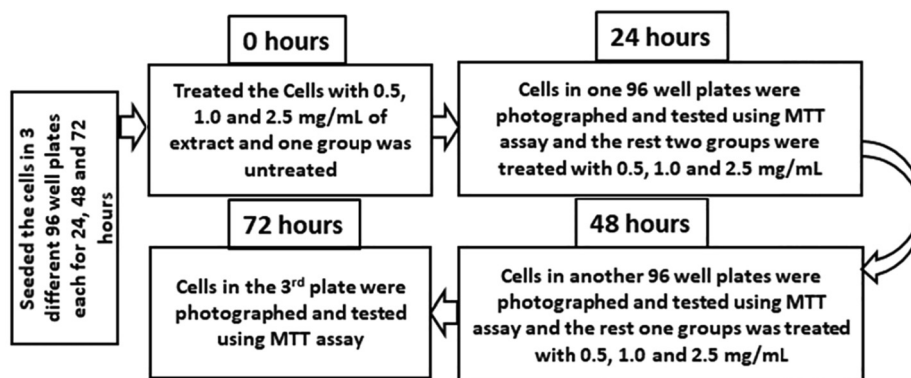 Seeded the cells in 3
different 96 well plates
each for 24, 48 and 72
hours
0 hours
Treated the Cells with 0.5,
1.0 and 2.5 mg/mL of
extract and one group was
untreated
24 hours
Cells in one 96 well plates were
photographed and tested using MTT
assay and the rest two groups were
treated with 0.5, 1.0 and 2.5 mg/mL
48 hours
Cells in another 96 well plates were
photographed and tested using MTT
assay and the rest one groups was treated
with 0.5, 1.0 and 2.5 mg/mL
72 hours
Cells in the 3rd plate were
photographed and tested
using MTT assay